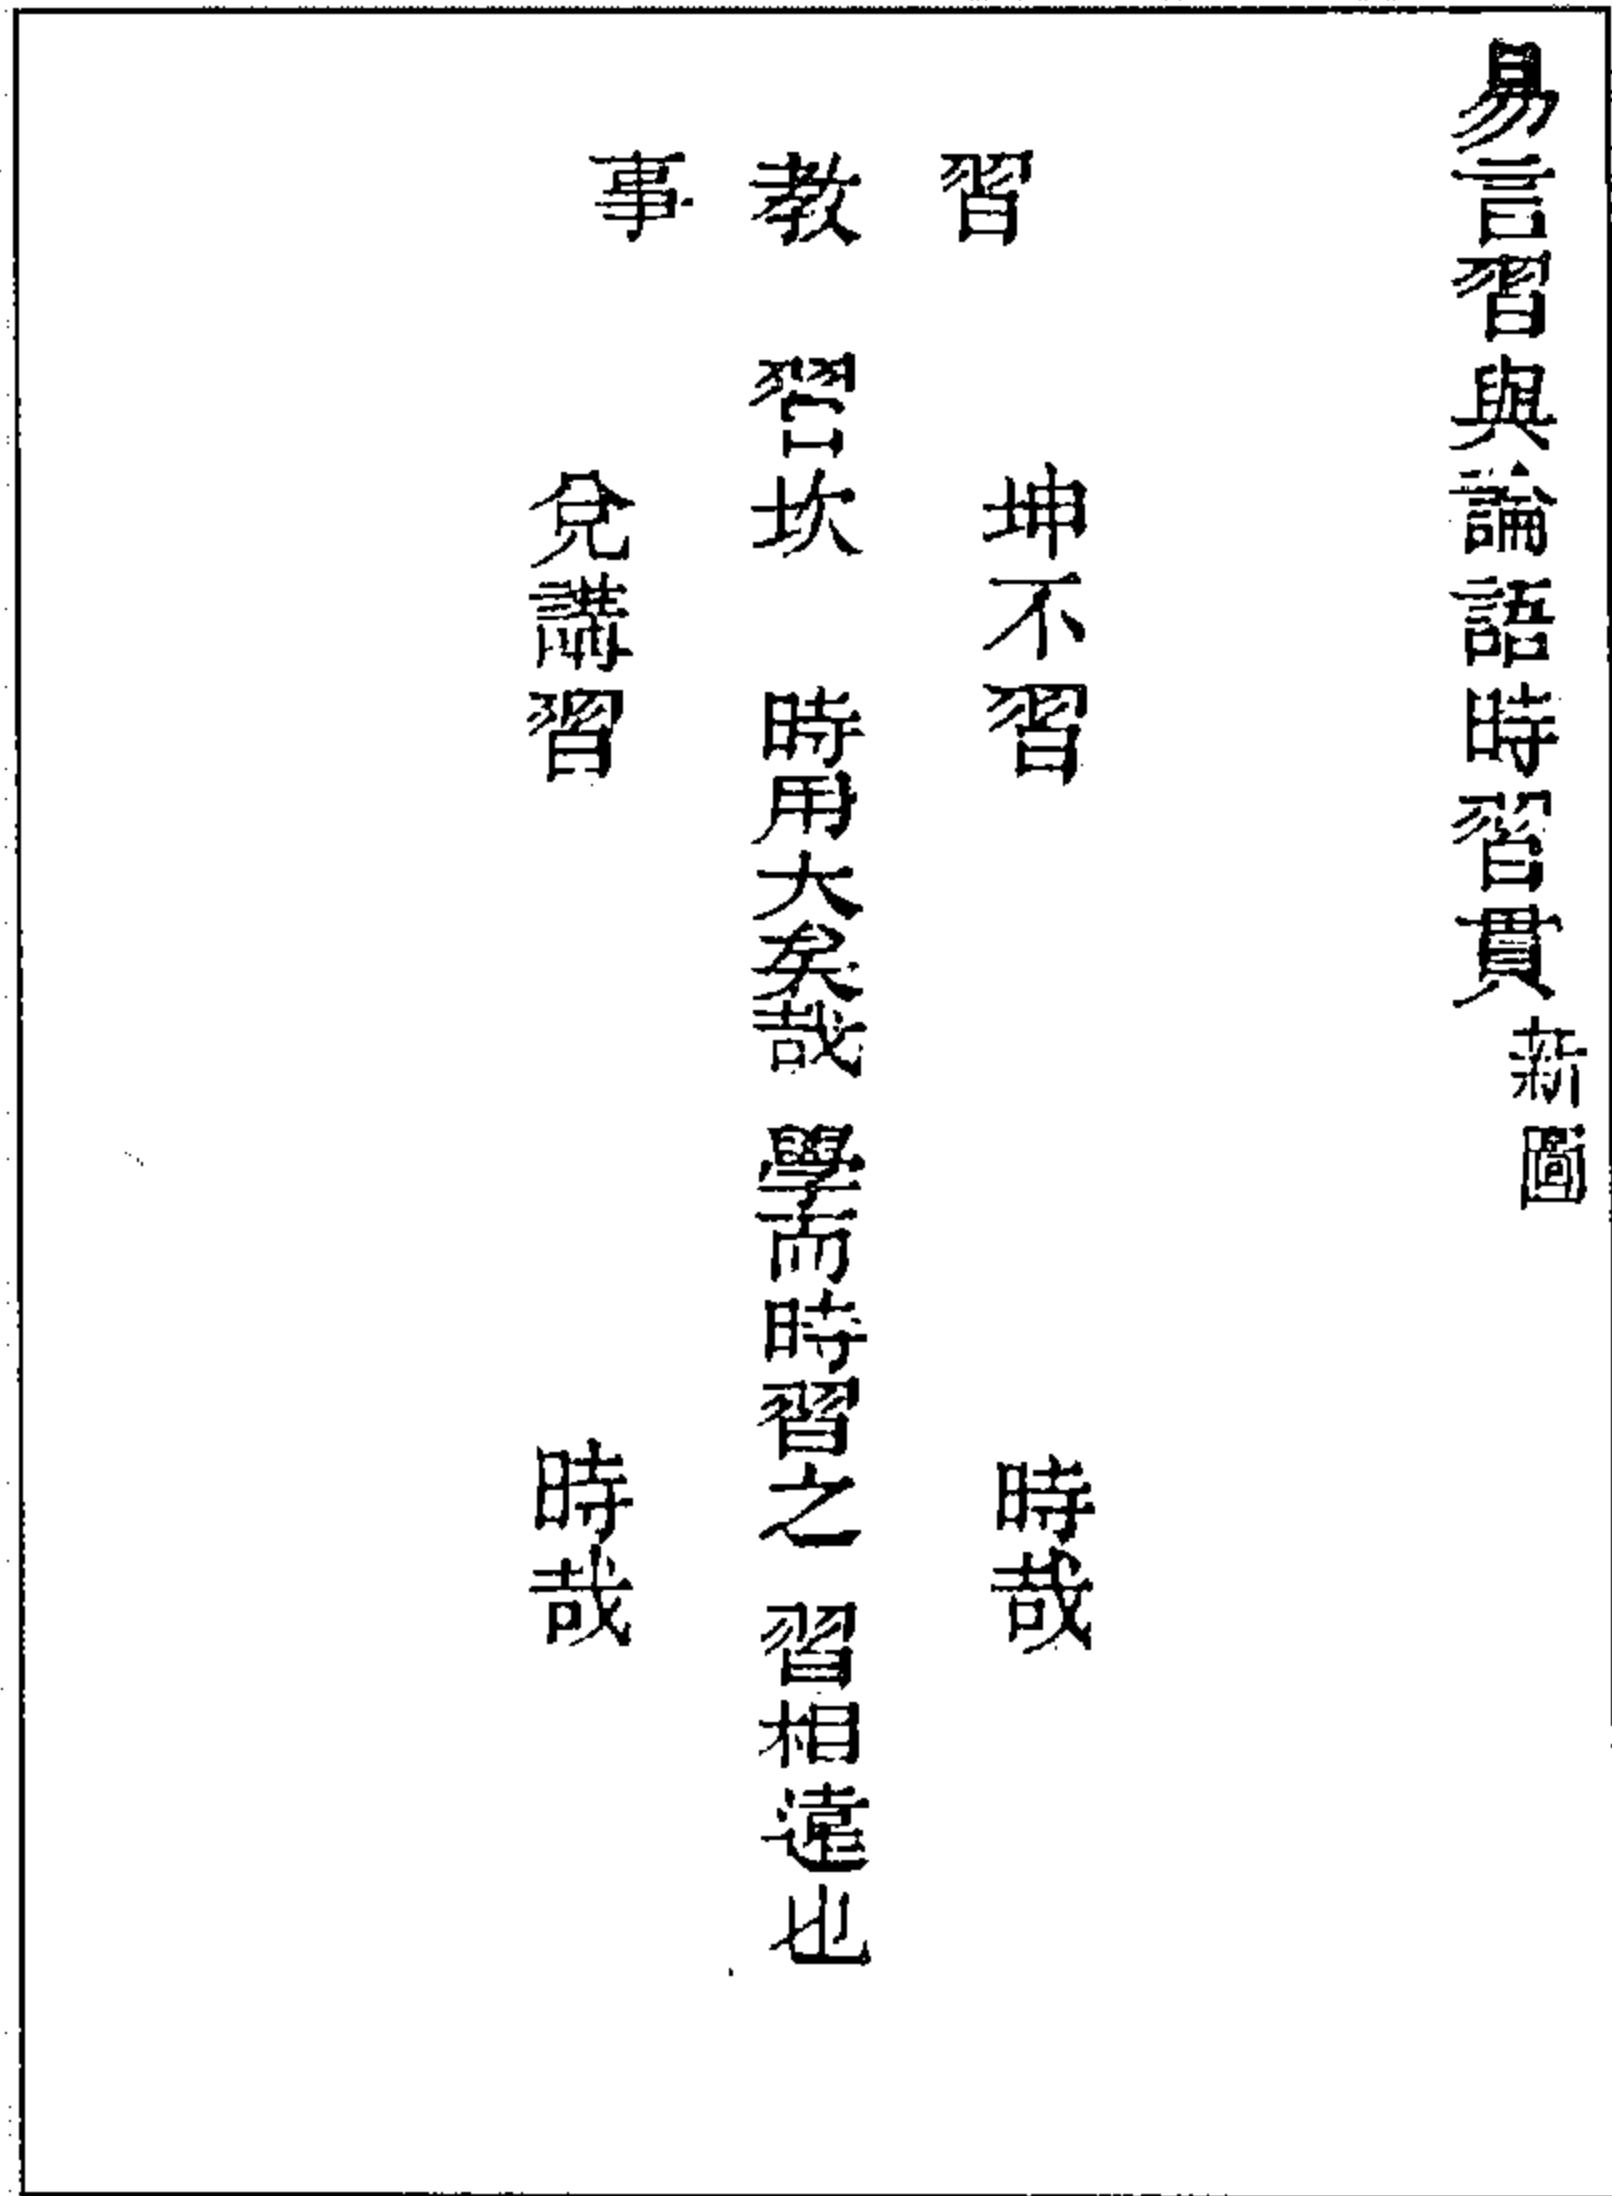 易言習與論語時習貫新圖
習
坤不習
時哉
教
習坎
時用大矣哉
學而時習之
習相遠也
事
兌講習
時哉